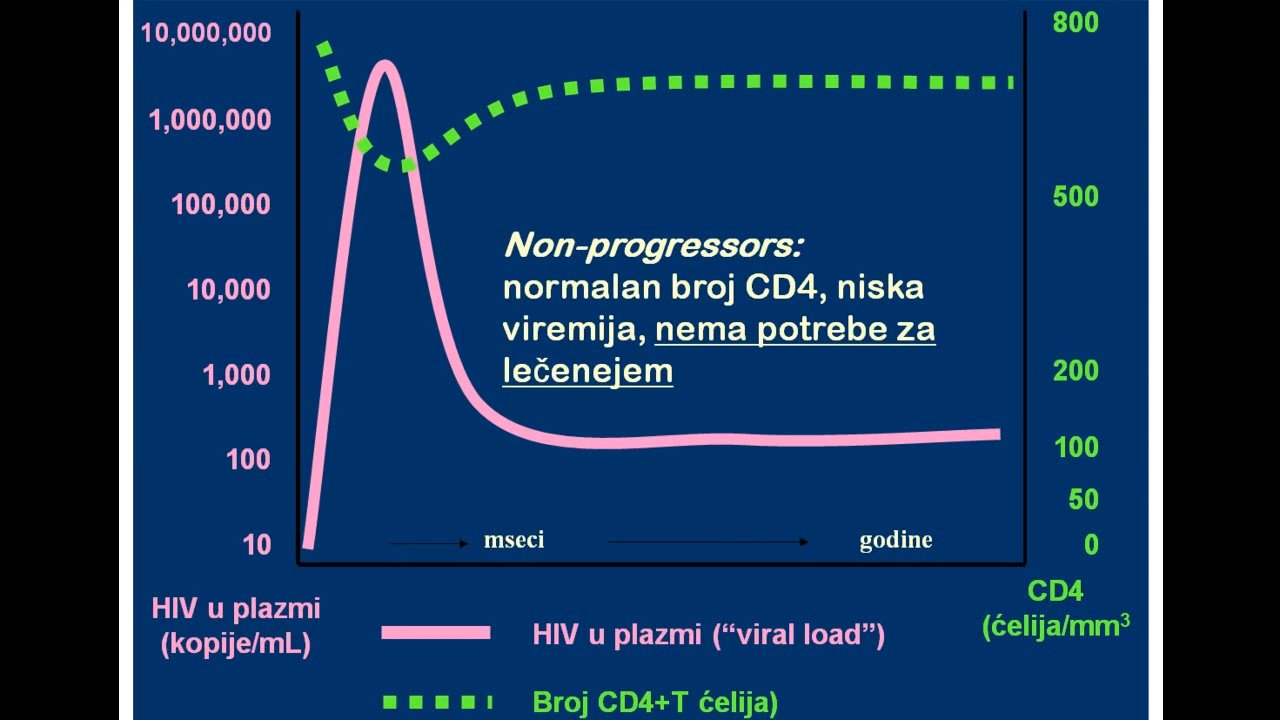 10,000,000
1,000,000
100,000
10,000
1,000
100
10
800
500
200
100
50
0
Non-progressors:
normalan broj CD4, niska
viremija, nema potrebe za
lečenejem
mseci
godine
HIV u plazmi
(kopije/mL)
CD4
(ćelija/mm³
HIV u plazmi (“viral load”)
Broj CD4+T ćelija)